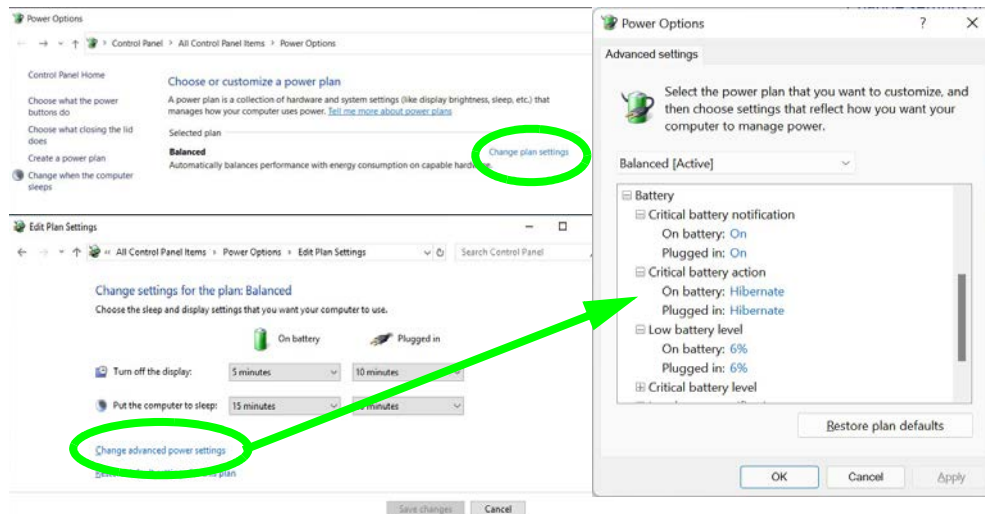 Power Options
Control Panel > All Control Panel Items > Power Options
Control Panel Home
Choose what the power
buttons do
Choose what closing the lid
does
Create a power plan
Change when the computer
sleeps
Choose or customize a power plan
A power plan is a collection of hardware and system settings (like display brightness, sleep, etc.) that
manages how your computer uses power. Tell me more about power plans
Selected plan
Balanced
Change plan settings
Automatically balances performance with energy consumption on capable hardware.
Edit Plan Settings
« All Control Panel Items > Power Options > Edit Plan Settings
Search Control Panel
Change settings for the plan: Balanced
Choose the sleep and display settings that you want your computer to use.
On battery
Plugged in
Turn off the display:
5 minutes
10 minutes
Put the computer to sleep:
15 minutes
minutes
Change advanced power settings
plan
Save changes
Cancel
Power Options
?
Advanced settings
Select the power plan that you want to customize, and
then choose settings that reflect how you want your
computer to manage power.
Balanced [Active]
Battery
Critical battery notification
On battery: On
Plugged in: On
Critical battery action
On battery: Hibernate
Plugged in: Hibernate
Low battery level
On battery: 6%
Plugged in: 6%
Critical battery level
Restore plan defaults
OK
Cancel
Apply